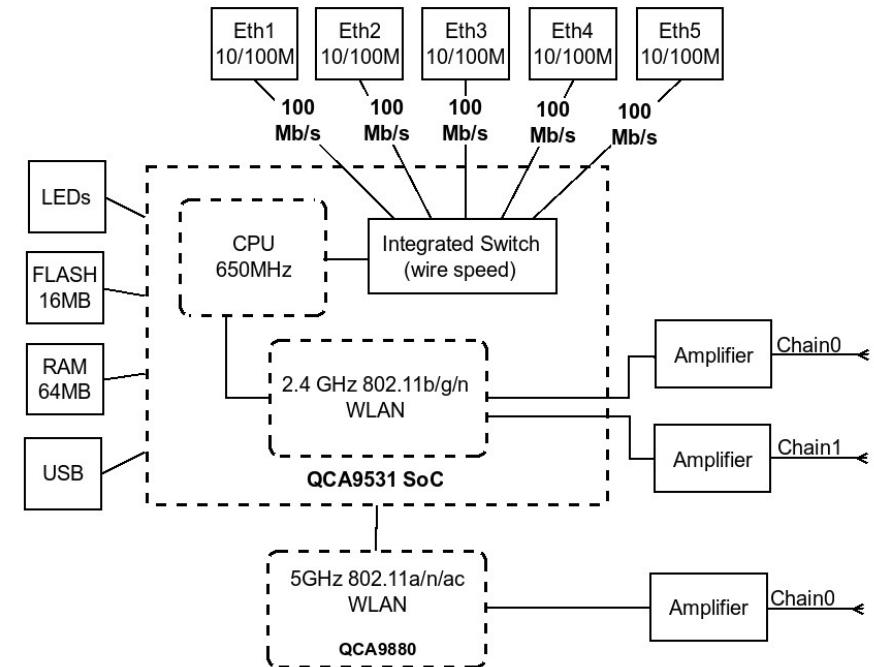 Eth1
10/100M
Eth2
10/100M
Eth3
10/100M
Eth4
10/100M
Eth5
10/100M
100
Mb/s
100
Mb/s
100
Mb/s
100
Mb/s
100
Mb/s
LEDs
CPU
650MHz
Integrated Switch
(wire speed)
FLASH
16MB
RAM
64MB
2.4 GHz 802.11b/g/n
WLAN
Amplifier
Chain0
Amplifier
Chain1
USB
QCA9531 SoC
5GHz 802.11a/n/ac
WLAN
QCA9880
Amplifier
Chain0